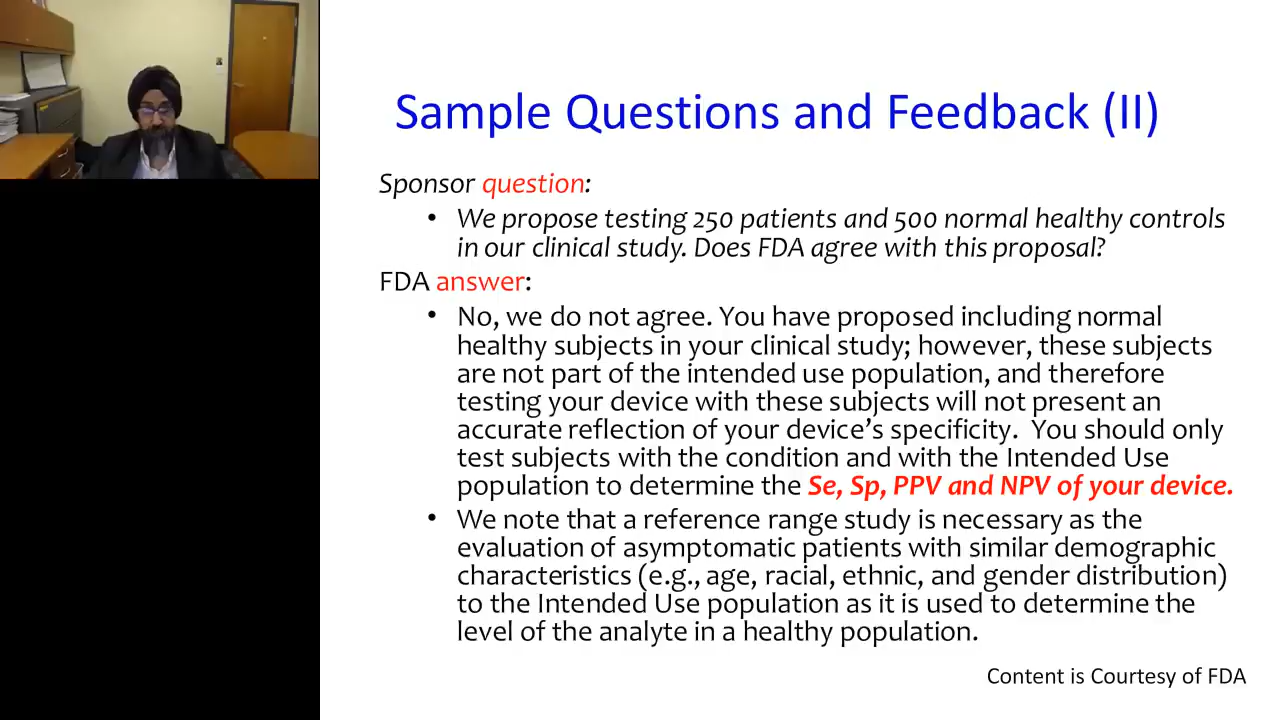 Sample Questions and Feedback (II)
Sponsor question:
• We propose testing 250 patients and 500 normal healthy controls
in our clinical study. Does FDA agree with this proposal?
FDA answer:
• No, we do not agree. You have proposed including normal
healthy subjects in your clinical study; however, these subjects
are not part of the intended use population, and therefore
testing your device with these subjects will not present an
accurate reflection of your device’s specificity.  You should only
test subjects with the condition and with the Intended Use
population to determine the Se, Sp, PPV and NPV of your device.
• We note that a reference range study is necessary as the
evaluation of asymptomatic patients with similar demographic
characteristics (e.g., age, racial, ethnic, and gender distribution)
to the Intended Use population as it is used to determine the
level of the analyte in a healthy population.
Content is Courtesy of FDA